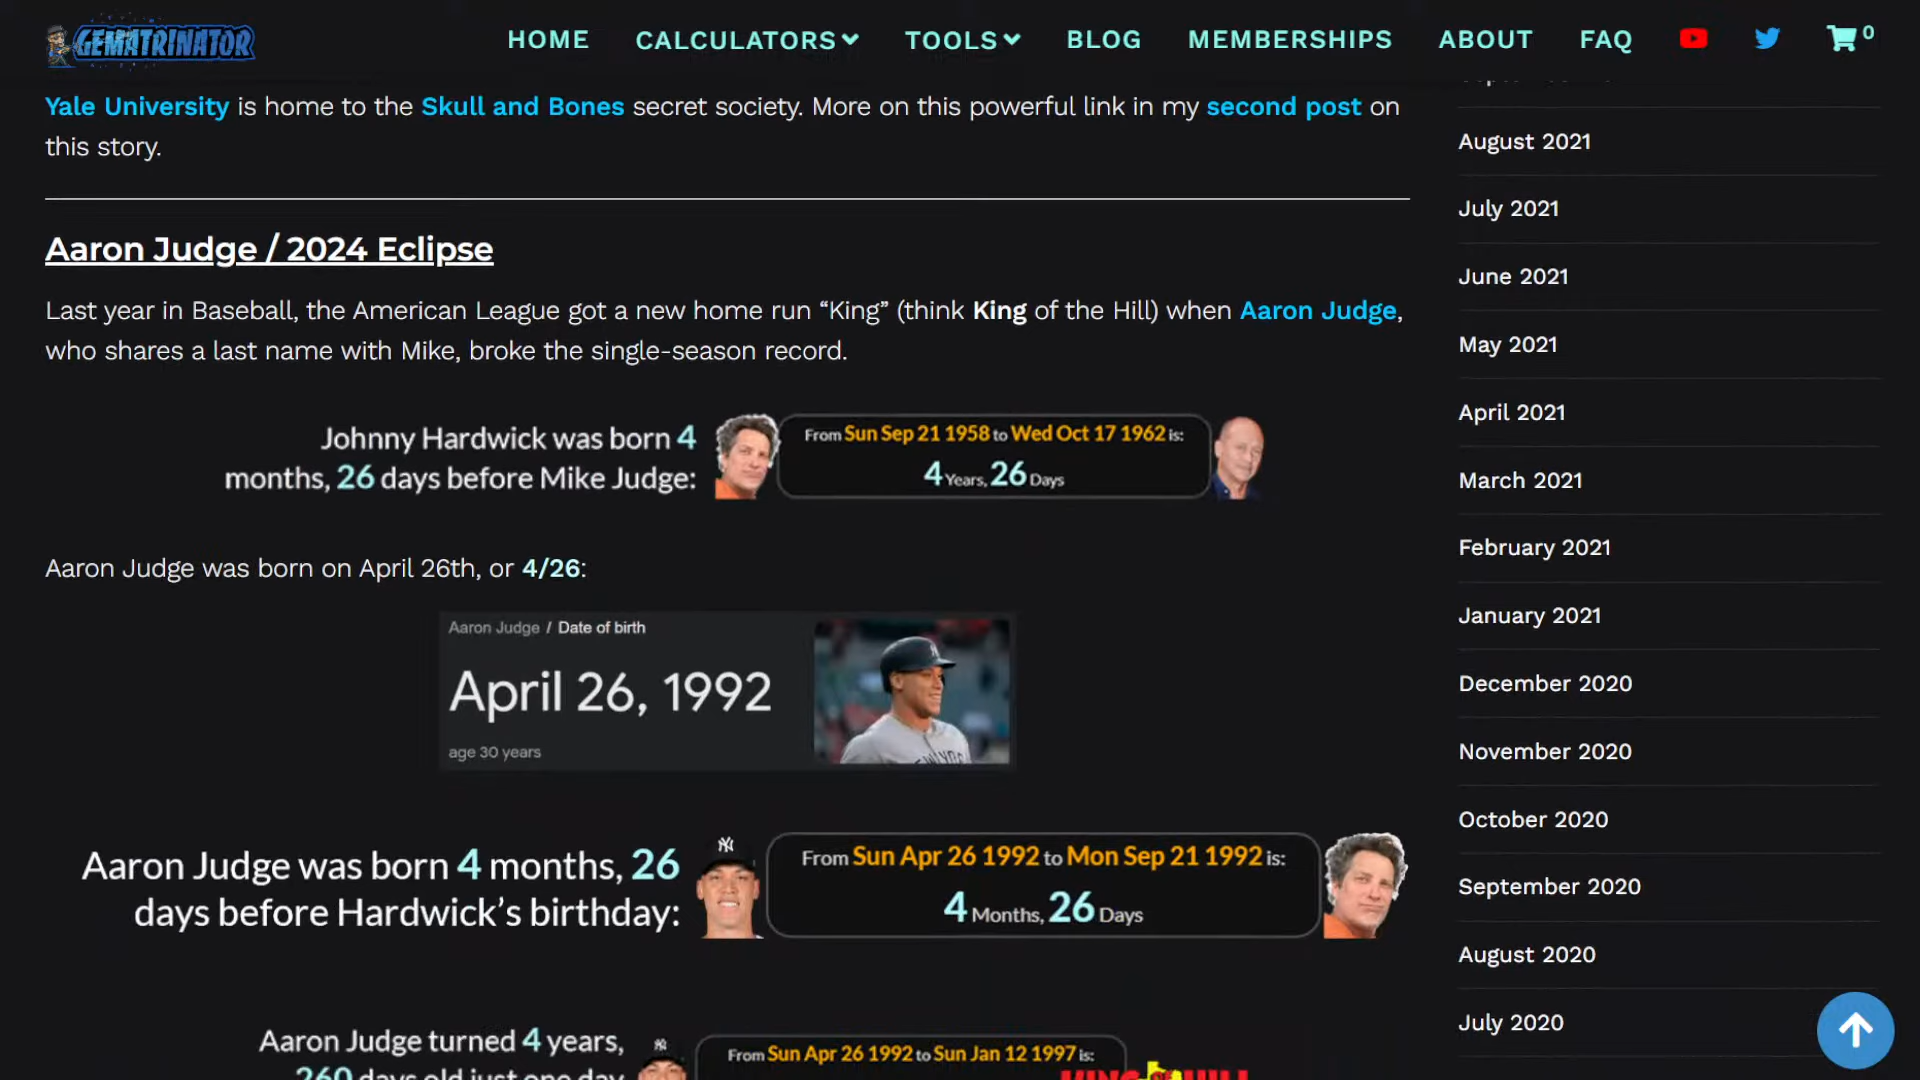 GEMATRINATOR
HOME CALCULATORS TOOLS BLOG MEMBERSHIPS ABOUT FAQ 0
Yale University is home to the Skull and Bones secret society. More on this powerful link in my second post on
this story.
Aaron Judge / 2024 Eclipse
Last year in Baseball, the American League got a new home run “King” (think King of the Hill) when Aaron Judge,
who shares a last name with Mike, broke the single-season record.
Johnny Hardwick was born 4
months, 26 days before Mike Judge:
From Sun Sep 21 1958 to Wed Oct 17 1962 is:
4 Years, 26 Days
Aaron Judge was born on April 26th, or 4/26:
Aaron Judge / Date of birth
April 26, 1992
age 30 years
Aaron Judge was born 4 months, 26
days before Hardwick’s birthday:
From Sun Apr 26 1992 to Mon Sep 21 1992 is:
4 Months, 26 Days
Aaron Judge turned 4 years,
260 days old just one day
From Sun Apr 26 1992 to Sun Jan 12 1997 is:
KING OF HILL
August 2021
July 2021
June 2021
May 2021
April 2021
March 2021
February 2021
January 2021
December 2020
November 2020
October 2020
September 2020
August 2020
July 2020